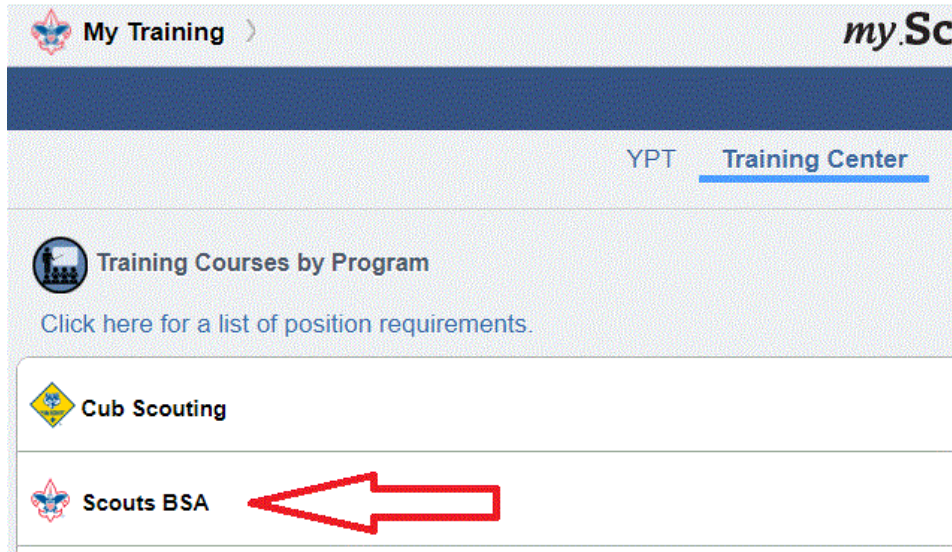 My Training
my.Sc
YPT Training Center
Training Courses by Program
Click here for a list of position requirements.
Cub Scouting
Scouts BSA